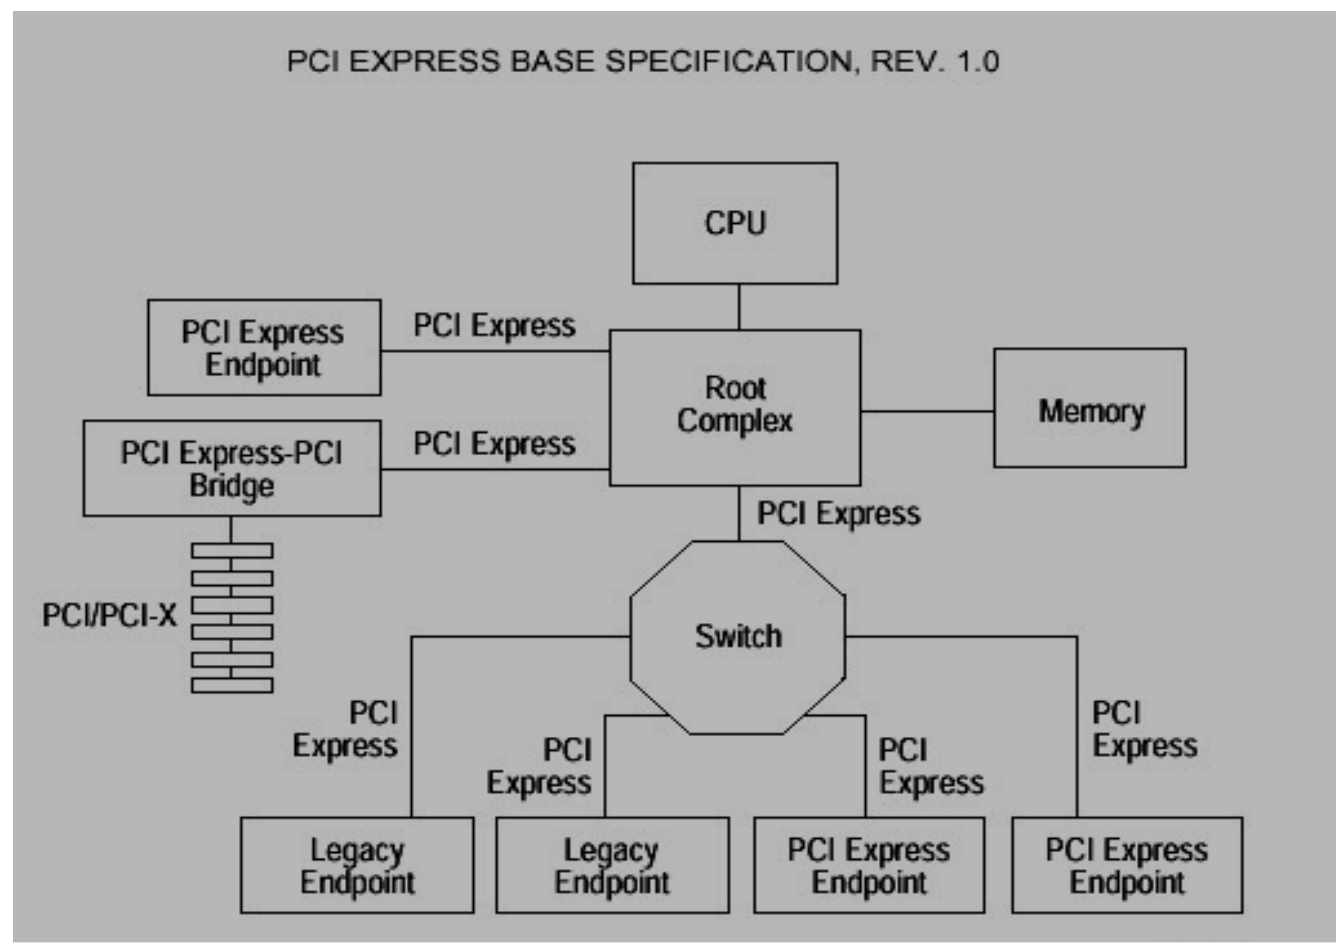 PCI EXPRESS BASE SPECIFICATION, REV. 1.0
CPU
PCI Express
Endpoint
PCI Express
Root
Complex
Memory
PCI Express-PCI
Bridge
PCI Express
PCI Express
PCI/PCI-X
Switch
PCI
Express
PCI
Express
PCI
Express
PCI
Express
Legacy
Endpoint
Legacy
Endpoint
PCI Express
Endpoint
PCI Express
Endpoint